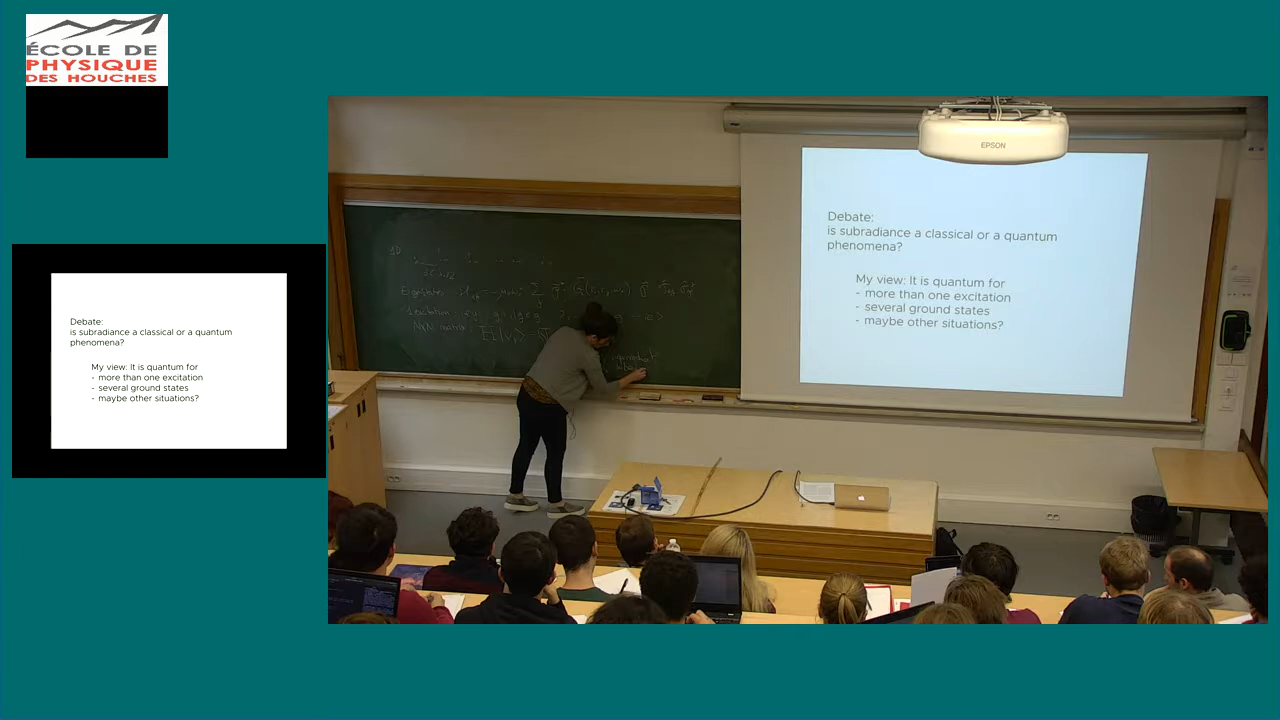 ÉCOLE DE
PHYSIQUE
DES HOUCHES
Debate:
is subradiance a classical or a quantum
phenomena?
My view: It is quantum for
- more than one excitation
- several ground states
- maybe other situations?
EPSON
Debate:
is subradiance a classical or a quantum
phenomena?
My view: It is quantum for
- more than one excitation
- several ground states
- maybe other situations?
1D
Eigenstates
NxN matrix